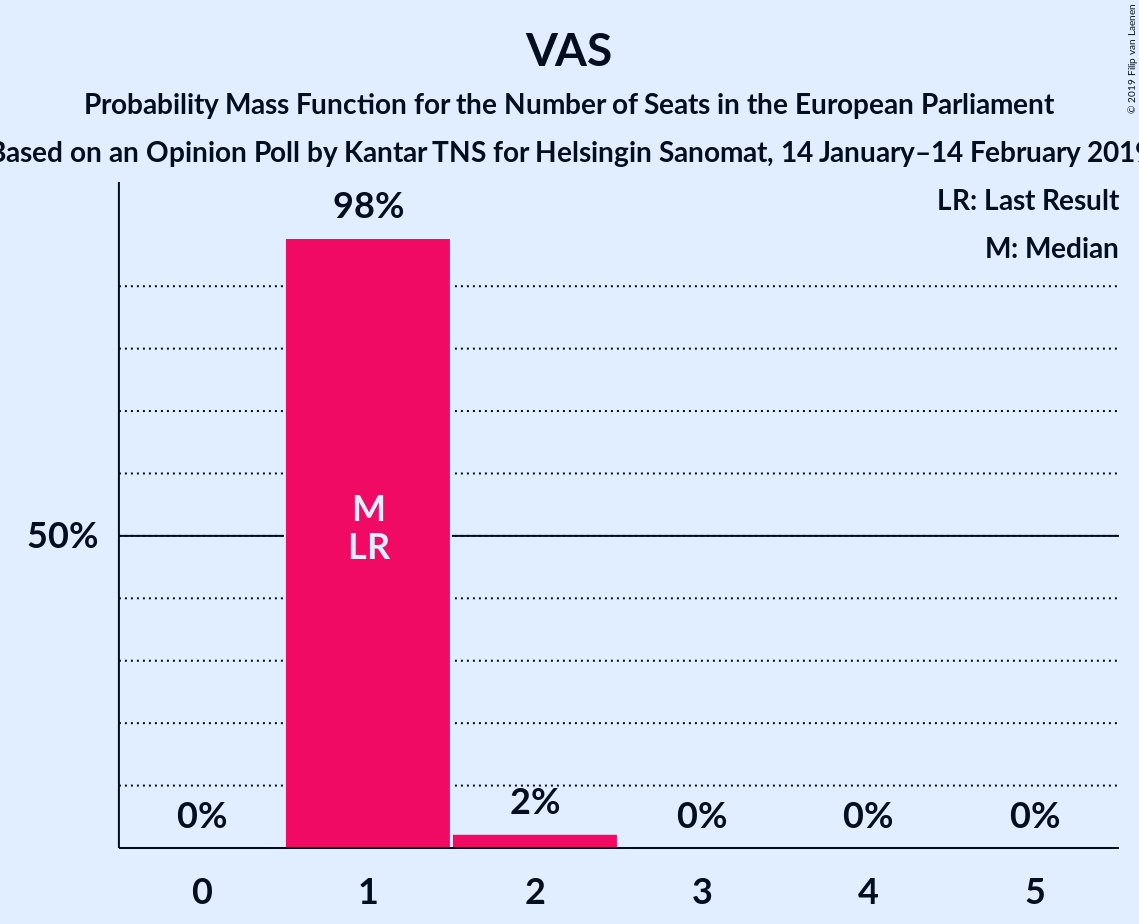 VAS
Probability Mass Function for the Number of Seats in the European Parliament
Based on an Opinion Poll by Kantar TNS for Helsingin Sanomat, 14 January–14 February 2019
© 2019 Filip van Laenen
LR: Last Result
M: Median
98%
M
LR
50%
0%
2%
0%
0%
0%
0
1
2
3
4
5